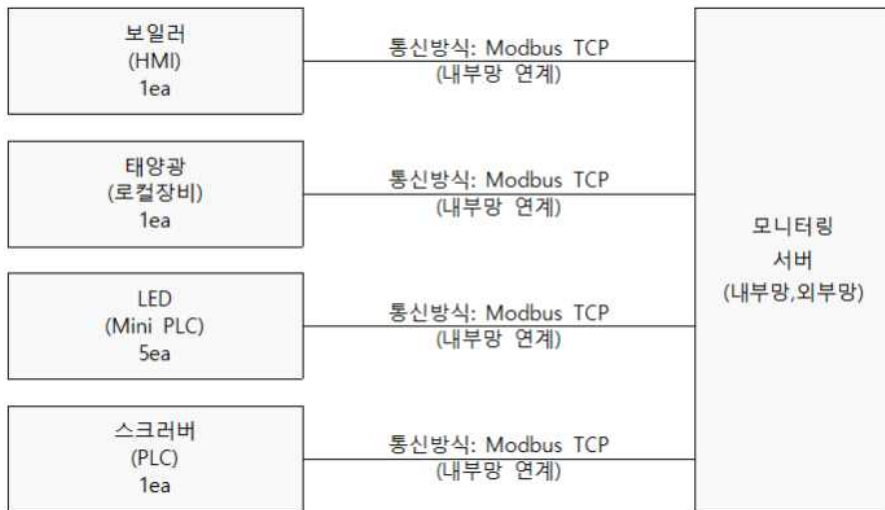 보일러
(HMI)
1ea
통신방식: Modbus TCP
(내부망 연계)
태양광
(로컬장비)
1ea
통신방식: Modbus TCP
(내부망 연계)
LED
(Mini PLC)
5ea
통신방식: Modbus TCP
(내부망 연계)
스크러버
(PLC)
1ea
통신방식: Modbus TCP
(내부망 연계)
모니터링
서버
(내부망,외부망)